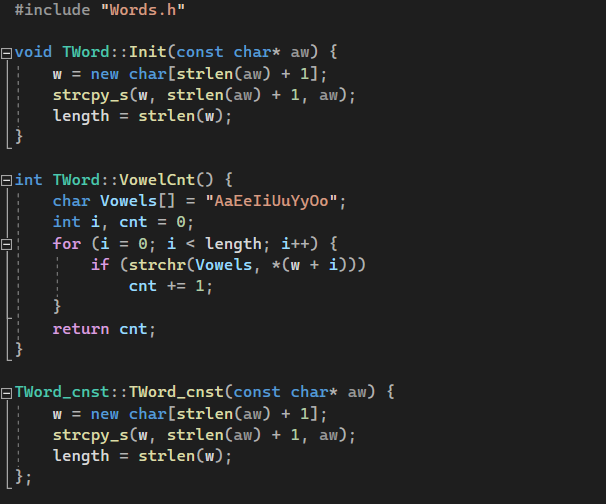 #include "Words.h"
void TWord::Init(const char* aw) {
w = new char[strlen(aw) + 1];
strcpy_s(w, strlen(aw) + 1, aw);
length = strlen(w);
}
int TWord::VowelCnt() {
char Vowels[] = "AaEeIiUuYyOo";
int i, cnt = 0;
for (i = 0; i < length; i++) {
if (strchr(Vowels, *(w + i)))
cnt += 1;
}
return cnt;
}
TWord_cnst::TWord_cnst(const char* aw) {
w = new char[strlen(aw) + 1];
strcpy_s(w, strlen(aw) + 1, aw);
length = strlen(w);
};